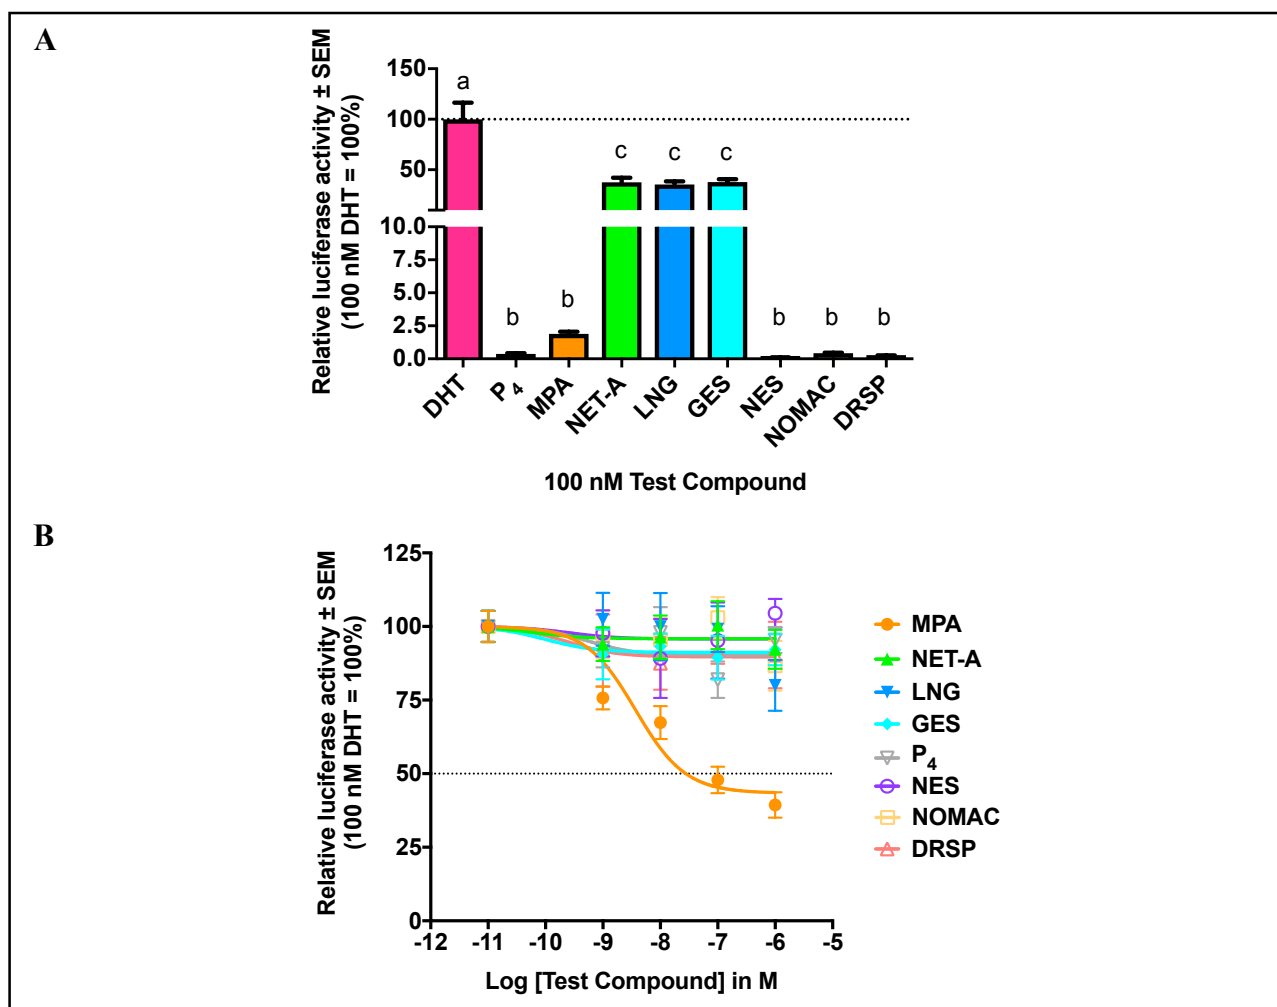 A
Relative luciferase activity ± SEM
(100 nM DHT = 100%)
150
100
50
10.0
7.5
5.0
2.5
0.0
a
b
b
c
c
c
b
b
b
DHT
P4
MPA
NET-A
LNG
GES
NES
NOMAC
DRSP
100 nM Test Compound
B
Relative luciferase activity ± SEM
(100 nM DHT = 100%)
125
100
75
50
25
0
-12
-11
-10
-9
-8
-7
-6
-5
Log [Test Compound] in M
MPA
NET-A
LNG
GES
P4
NES
NOMAC
DRSP